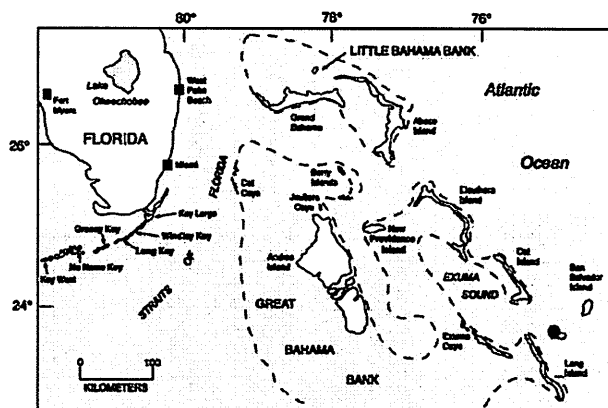 80°
78°
76°
LITTLE BAHAMA BANK
Lake
Okeechobee
West
Palm
Beach
Fort
Myers
FLORIDA
Grand
Bahama
Abaco
Island
Atlantic
Ocean
26°
Miami
FLORIDA
Cat
Cays
Berry
Islands
Joulters
Cays
Eleuthera
Island
Key Largo
Windley Key
Long Key
Grassy Key
No Name Key
Key West
New
Providence
Island
Cat
Island
San
Salvador
Island
Andros
Island
EXUMA
SOUND
24°
STRAITS
OF
GREAT
BAHAMA
BANK
Exuma
Cays
Long
Island
0
100
KILOMETERS